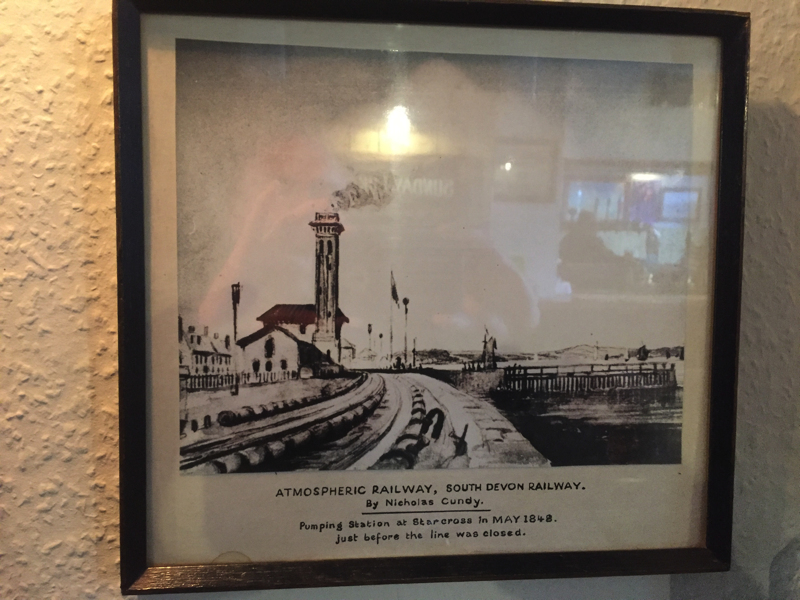 SUNDAY
ATMOSPHERIC RAILWAY, SOUTH DEVON RAILWAY.
By Nicholas Cundy.
Pumping Station at Starcross in MAY 1848.
just before the line was closed.